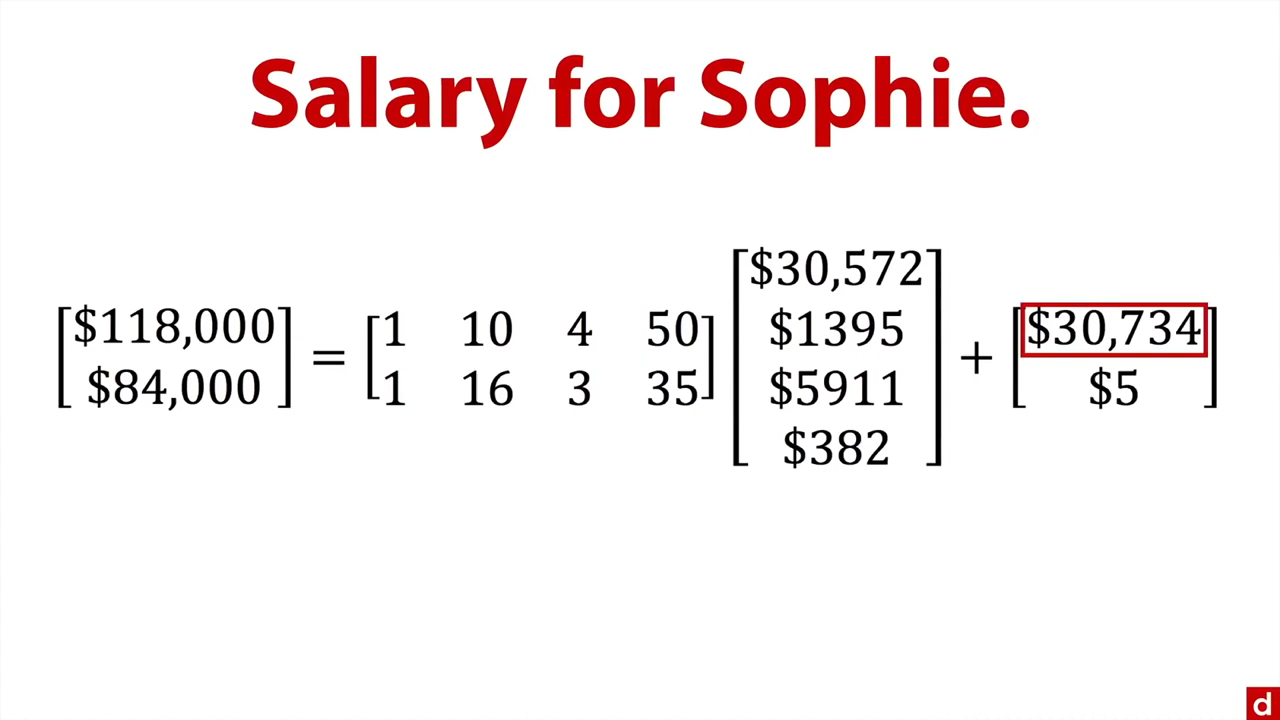 Salary for Sophie.
[$118,000 $84,000] = [1 10 4 50 1 16 3 35] [$30,572 $1395 $5911 $382] + [$30,734 $5]
d